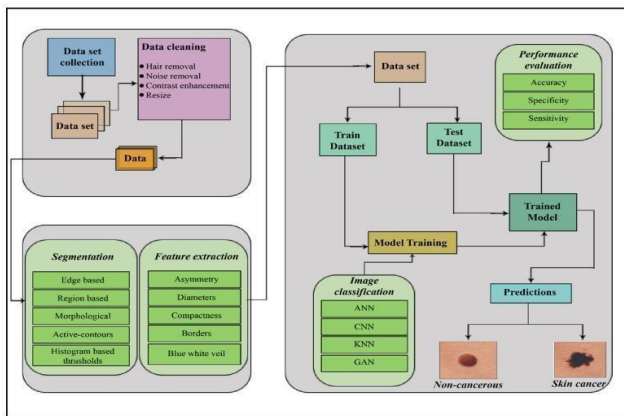 Data set
collection
Data set
Data cleaning
● Hair removal
● Noise removal
● Contrast enhancement
● Resize
Data
Segmentation
Edge based
Region based
Morphological
Active-contours
Histogram based
thrusholds
Feature extraction
Asymmetry
Diameters
Compactness
Borders
Blue white veil
Data set
Train
Dataset
Test
Dataset
Performance
evaluation
Accuracy
Specificity
Sensitivity
Trained
Model
Model Training
Image
classification
ANN
CNN
KNN
GAN
Predictions
Non-cancerous
Skin cancer